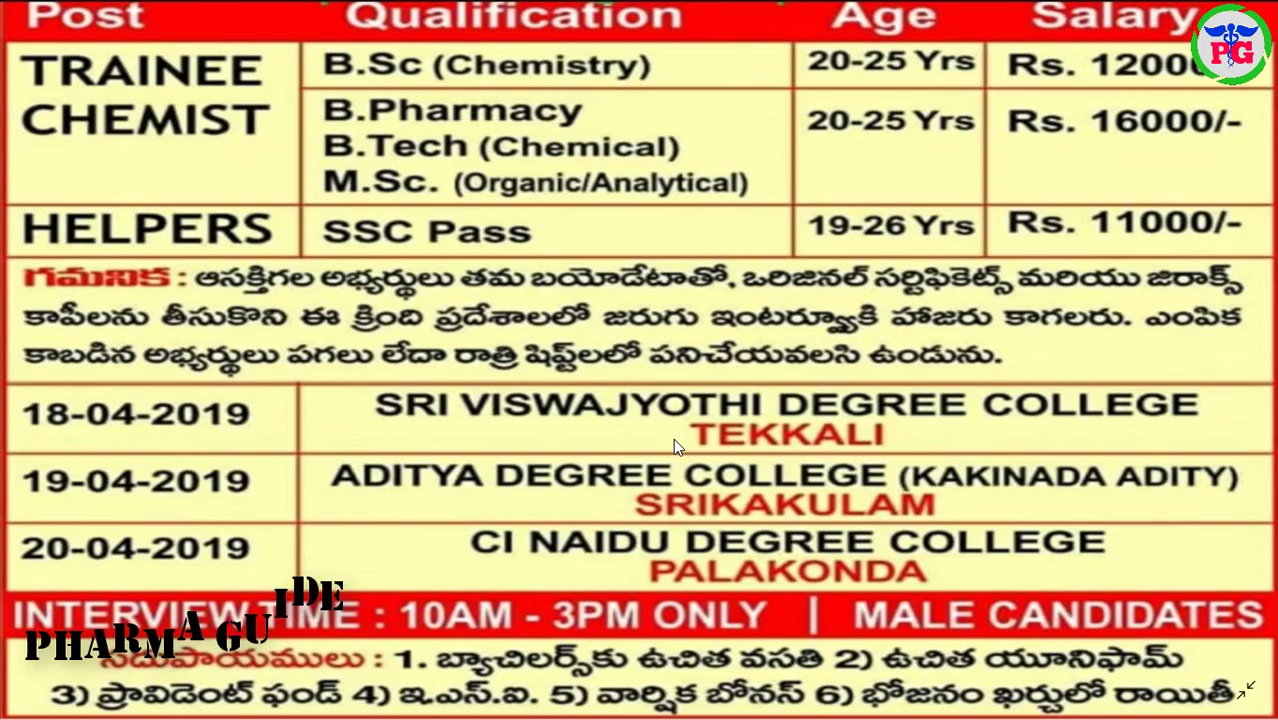 Post Qualification Age Salary
PG
TRAINEE CHEMIST
B.Sc (Chemistry) 20-25 Yrs Rs. 12000
B.Pharmacy
B.Tech (Chemical)
M.Sc. (Organic/Analytical)
20-25 Yrs Rs. 16000/-
HELPERS SSC Pass 19-26 Yrs Rs. 11000/-
గమనిక : ఆసక్తిగల అభ్యర్థులు తమ బయోడేటాతో, ఒరిజినల్ సర్టిఫికెట్స్ మరియు జిరాక్స్
కాపీలను తీసుకొని ఈ క్రింది ప్రదేశాలలో జరుగు ఇంటర్వ్యూకి హాజరు కాగలరు. ఎంపిక
కాబడిన అభ్యర్థులు పగలు లేదా రాత్రి షిఫ్ట్‌లలో పనిచేయవలసి ఉండును.
18-04-2019 SRI VISWAJYOTHI DEGREE COLLEGE
TEKKALI
19-04-2019 ADITYA DEGREE COLLEGE (KAKINADA ADITY)
SRIKAKULAM
20-04-2019 CI NAIDU DEGREE COLLEGE
PALAKONDA
INTERVIEW TIME : 10AM - 3PM ONLY | MALE CANDIDATES
PHARMA GUIDE
సదుపాయములు : 1. బ్యాచిలర్స్‌కు ఉచిత వసతి 2) ఉచిత యూనిఫామ్
3) ప్రావిడెంట్ ఫండ్ 4) ఇ.ఎస్.ఐ. 5) వార్షిక బోనస్ 6) భోజనం ఖర్చులో రాయితీ